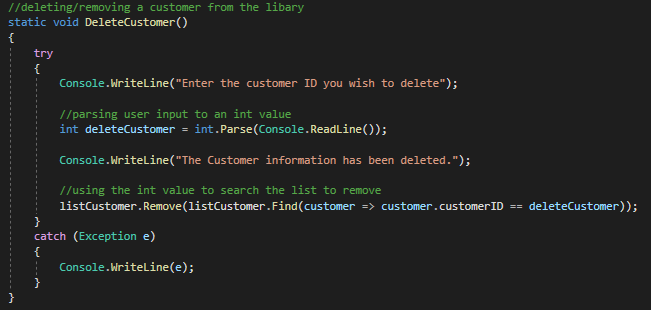 //deleting/removing a customer from the libary
static void DeleteCustomer()
{
try
{
Console.WriteLine("Enter the customer ID you wish to delete");
//parsing user input to an int value
int deleteCustomer = int.Parse(Console.ReadLine());
Console.WriteLine("The Customer information has been deleted.");
//using the int value to search the list to remove
listCustomer.Remove(listCustomer.Find(customer => customer.customerID == deleteCustomer));
}
catch (Exception e)
{
Console.WriteLine(e);
}
}